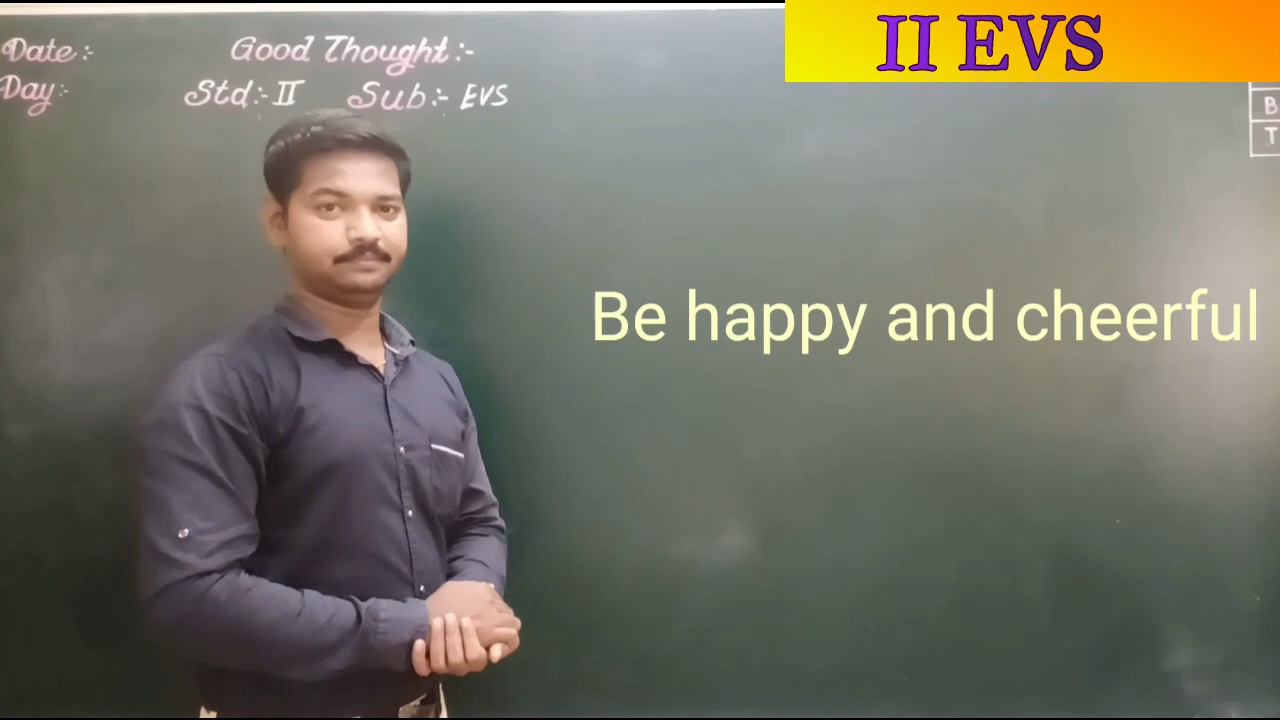 II EVS
Date:-
Good Thought:-
Day:-
Std:- II Sub:- EVS
B
T
Be happy and cheerful